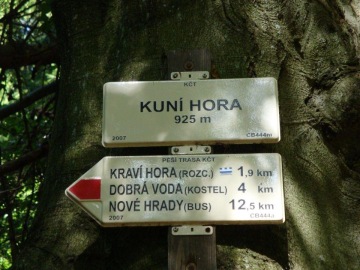 KČT
KUNÍ HORA
925 m
2007 CB444m
PĚŠÍ TRASA KČT
KRAVÍ HORA (ROZC.) 1,9 km
DOBRÁ VODA (KOSTEL) 4 km
NOVÉ HRADY (BUS) 12,5 km
2007 CB444a